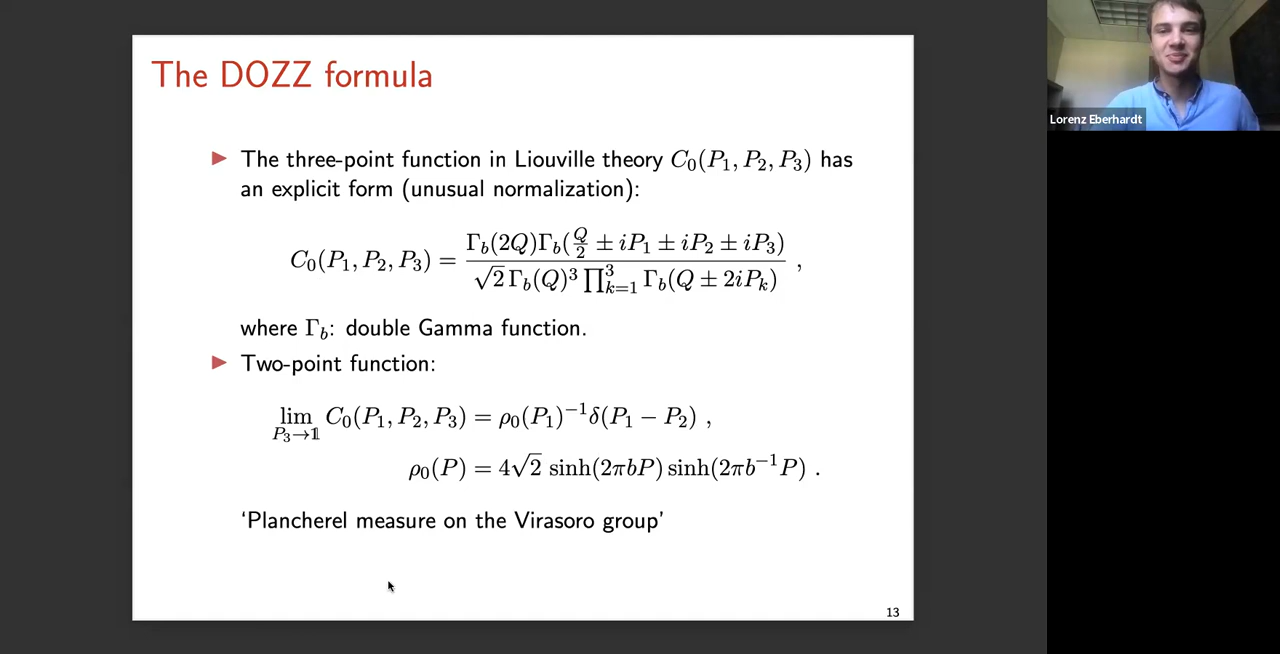 The DOZZ formula
▶ The three-point function in Liouville theory C₀(P₁, P₂, P₃) has
an explicit form (unusual normalization):
C₀(P₁, P₂, P₃) = \frac{Γ_b(2Q)Γ_b(\frac{Q}{2} ± iP₁ ± iP₂ ± iP₃)}{√2 Γ_b(Q)³ ∏_{k=1}^{3} Γ_b(Q ± 2iP_k)} ,
where Γ_b: double Gamma function.
▶ Two-point function:
lim_{P₃→𝟙} C₀(P₁, P₂, P₃) = ρ₀(P₁)⁻¹δ(P₁ − P₂) ,
ρ₀(P) = 4√2 sinh(2πbP) sinh(2πb⁻¹P) .
‘Plancherel measure on the Virasoro group’
13
Lorenz Eberhardt